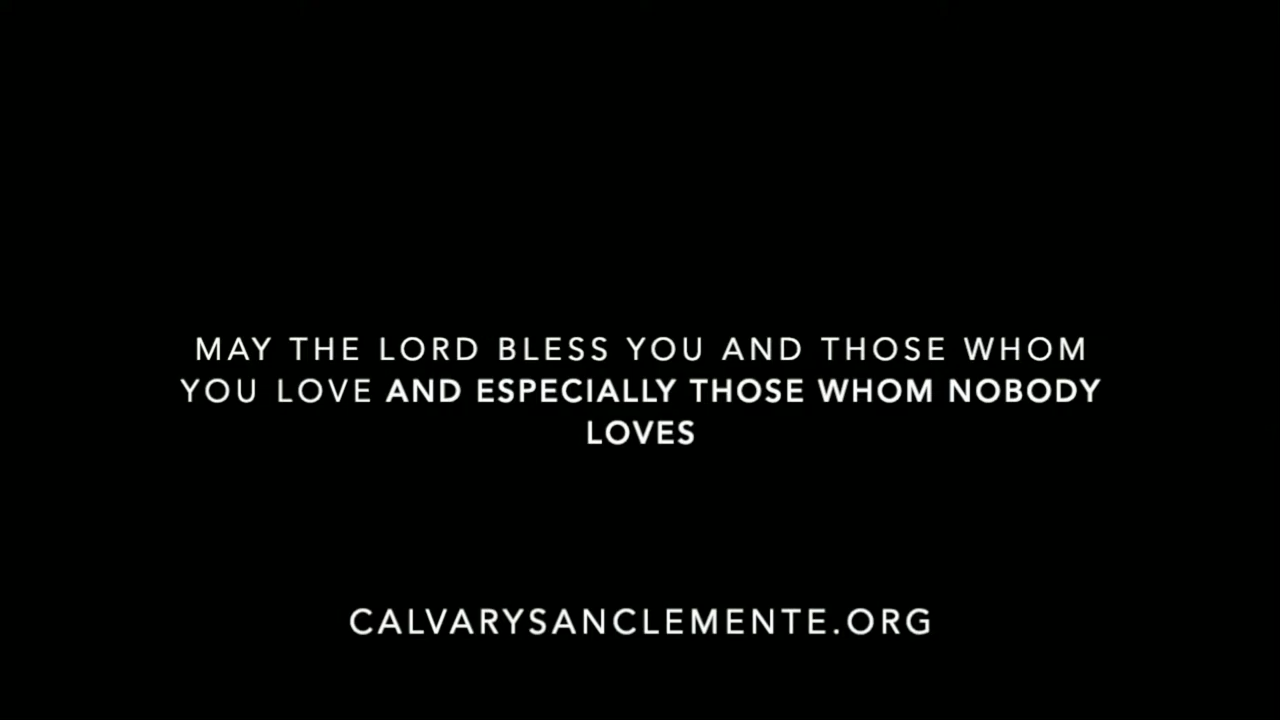 MAY THE LORD BLESS YOU AND THOSE WHOM
YOU LOVE AND ESPECIALLY THOSE WHOM NOBODY
LOVES
CALVARYSANCLEMENTE.ORG